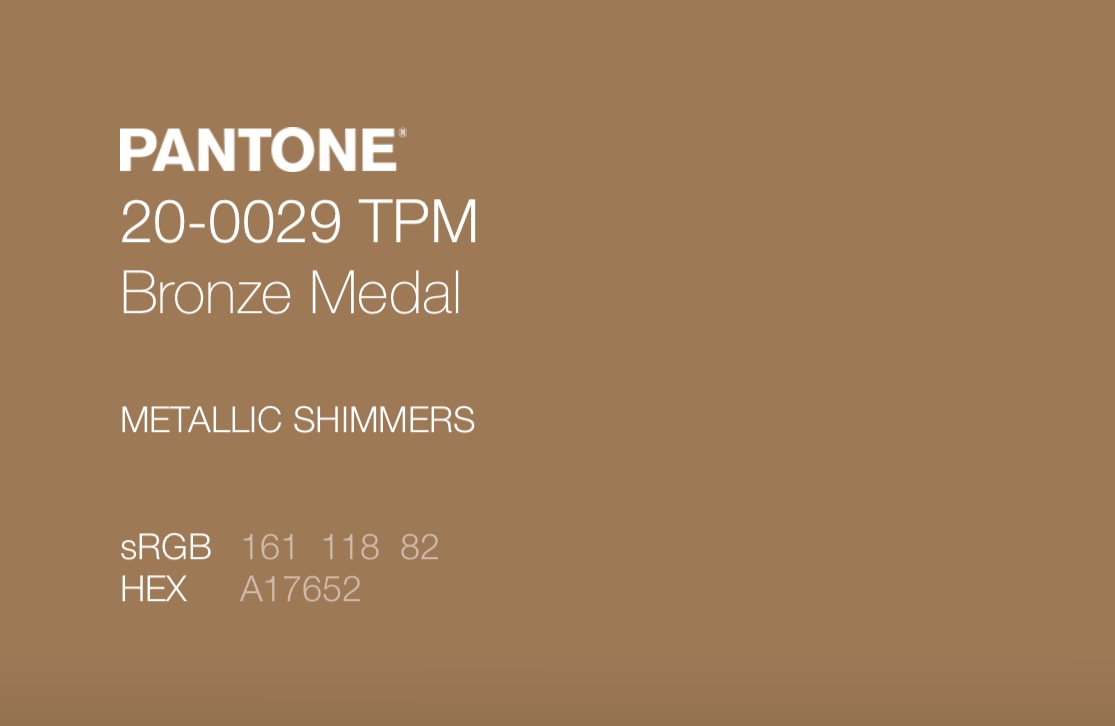 PANTONE®
20-0029 TPM
Bronze Medal
METALLIC SHIMMERS
sRGB 161 118 82
HEX A17652